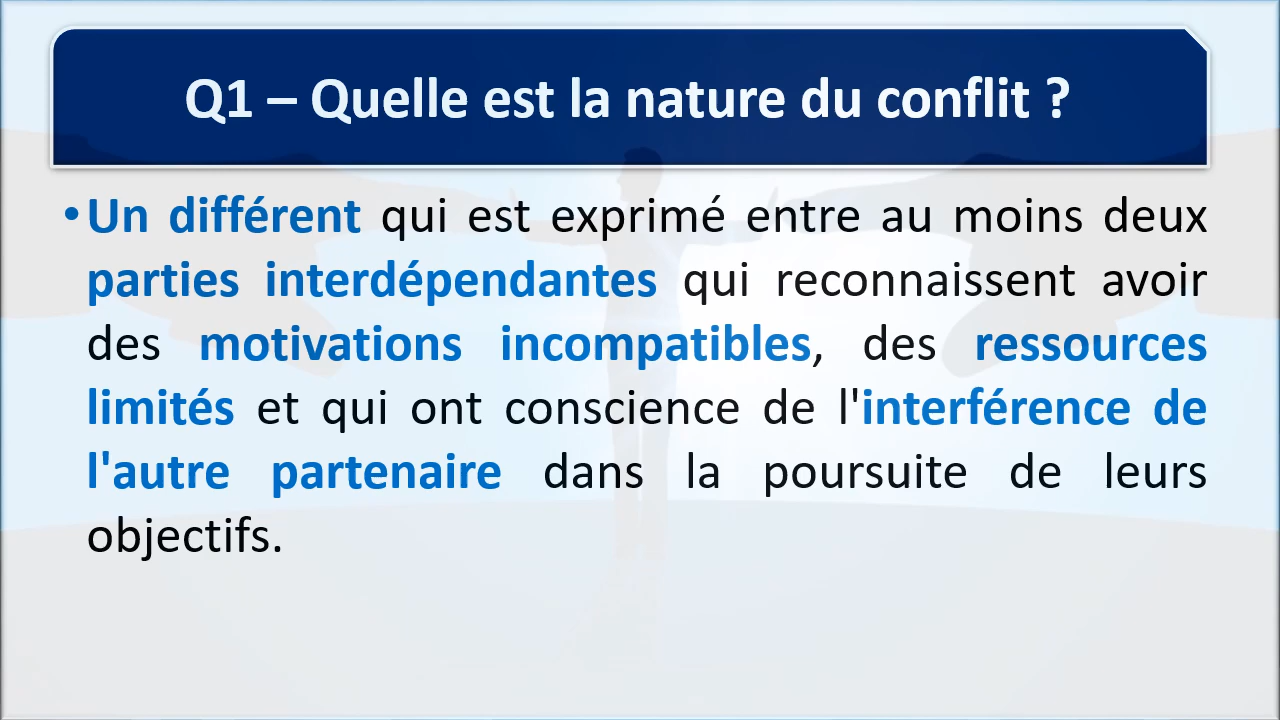 Q1 – Quelle est la nature du conflit ?
•Un différent qui est exprimé entre au moins deux
parties interdépendantes qui reconnaissent avoir
des motivations incompatibles, des ressources
limités et qui ont conscience de l'interférence de
l'autre partenaire dans la poursuite de leurs
objectifs.